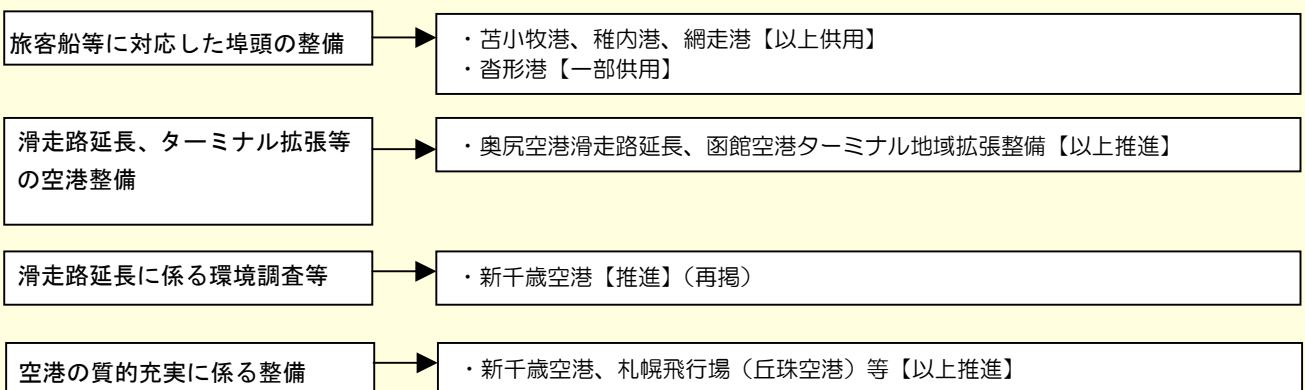 旅客船等に対応した埠頭の整備
・苫小牧港、稚内港、網走港【以上供用】
・沓形港【一部供用】
滑走路延長、ターミナル拡張等
の空港整備
・奥尻空港滑走路延長、函館空港ターミナル地域拡張整備【以上推進】
滑走路延長に係る環境調査等
・新千歳空港【推進】（再掲）
空港の質的充実に係る整備
・新千歳空港、札幌飛行場（丘珠空港）等【以上推進】